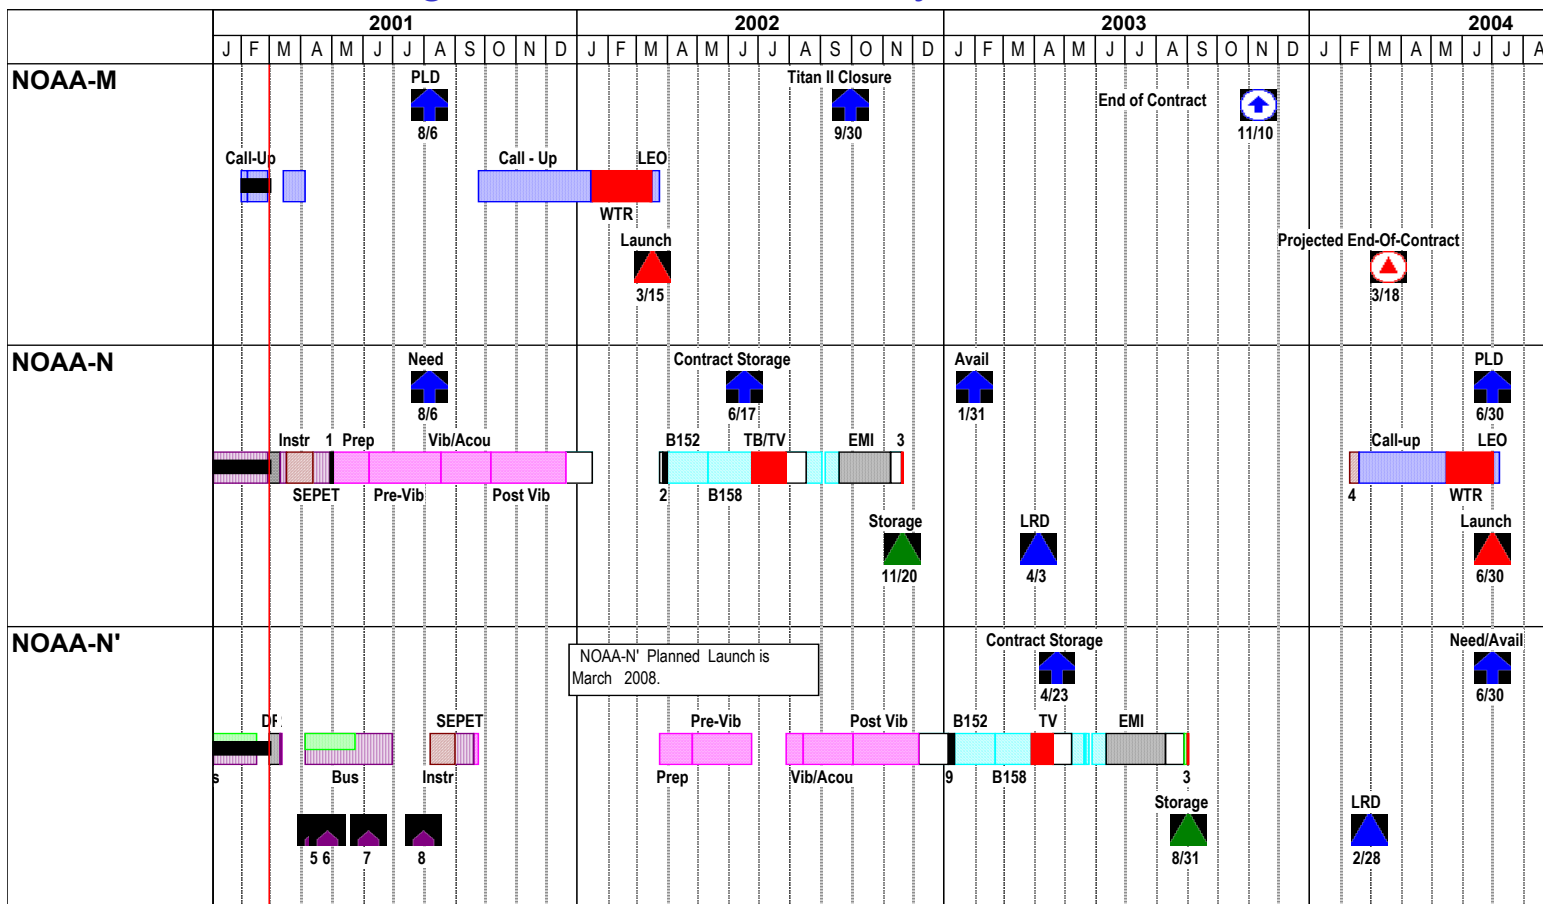 2001 2002 2003 2004
J F M A M J J A S O N D J F M A M J J A S O N D J F M A M J J A S O N D J F M A M J J A
NOAA-M
PLD
8/6
Titan II Closure
9/30
End of Contract
11/10
Call-Up
Call - Up
LEO
WTR
Launch
3/15
Projected End-Of-Contract
3/18
NOAA-N
Need
8/6
Contract Storage
6/17
Avail
1/31
PLD
6/30
Instr 1 Prep Vib/Acou
SEPET Pre-Vib Post Vib
B152 TB/TV EMI 3
2 B158
Call-up LEO
4 WTR
Storage
11/20
LRD
4/3
Launch
6/30
NOAA-N'
NOAA-N' Planned Launch is
March 2008.
Contract Storage
4/23
Need/Avail
6/30
SEPET
Bus Instr
Pre-Vib Post Vib
Prep Vib/Acou
B152 TV EMI
9 B158 3
5 6 7 8
Storage
8/31
LRD
2/28